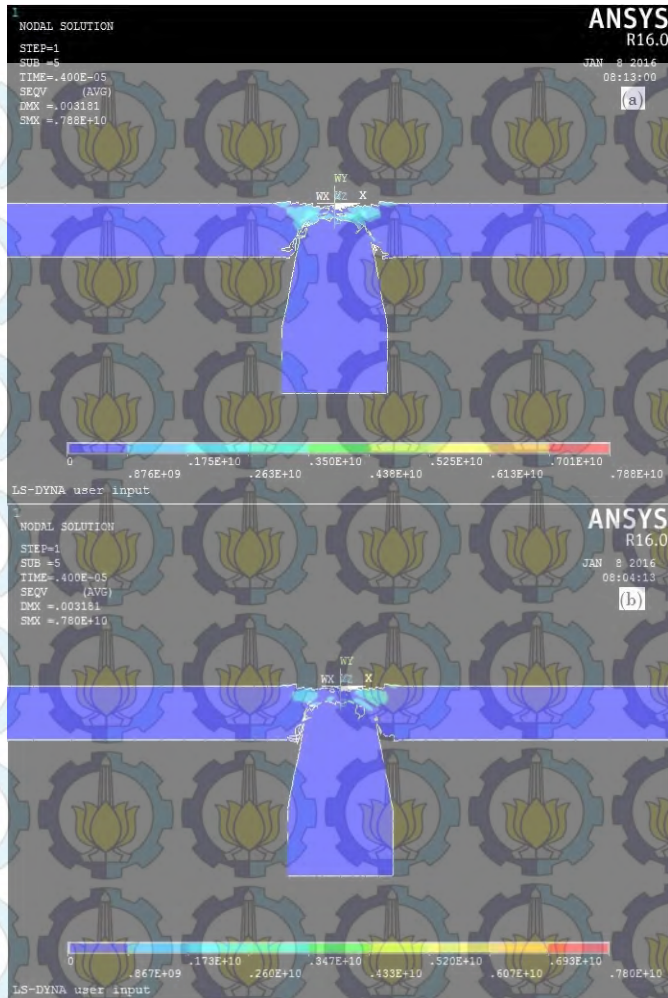 1
NODAL SOLUTION
STEP=1
SUB =5
TIME=.400E-05
SEQV (AVG)
DMX =.003181
SMX =.788E+10
ANSYS
R16.0
JAN 8 2016
08:13:00
(a)
WY
WX WZ X
0 .175E+10 .350E+10 .525E+10 .701E+10
.876E+09 .263E+10 .438E+10 .613E+10 .788E+10
LS-DYNA user input
1
NODAL SOLUTION
STEP=1
SUB =5
TIME=.400E-05
SEQV (AVG)
DMX =.003181
SMX =.780E+10
ANSYS
R16.0
JAN 8 2016
08:04:13
(b)
WY
WX WZ X
0 .173E+10 .347E+10 .520E+10 .693E+10
.867E+09 .260E+10 .433E+10 .607E+10 .780E+10
LS-DYNA user input